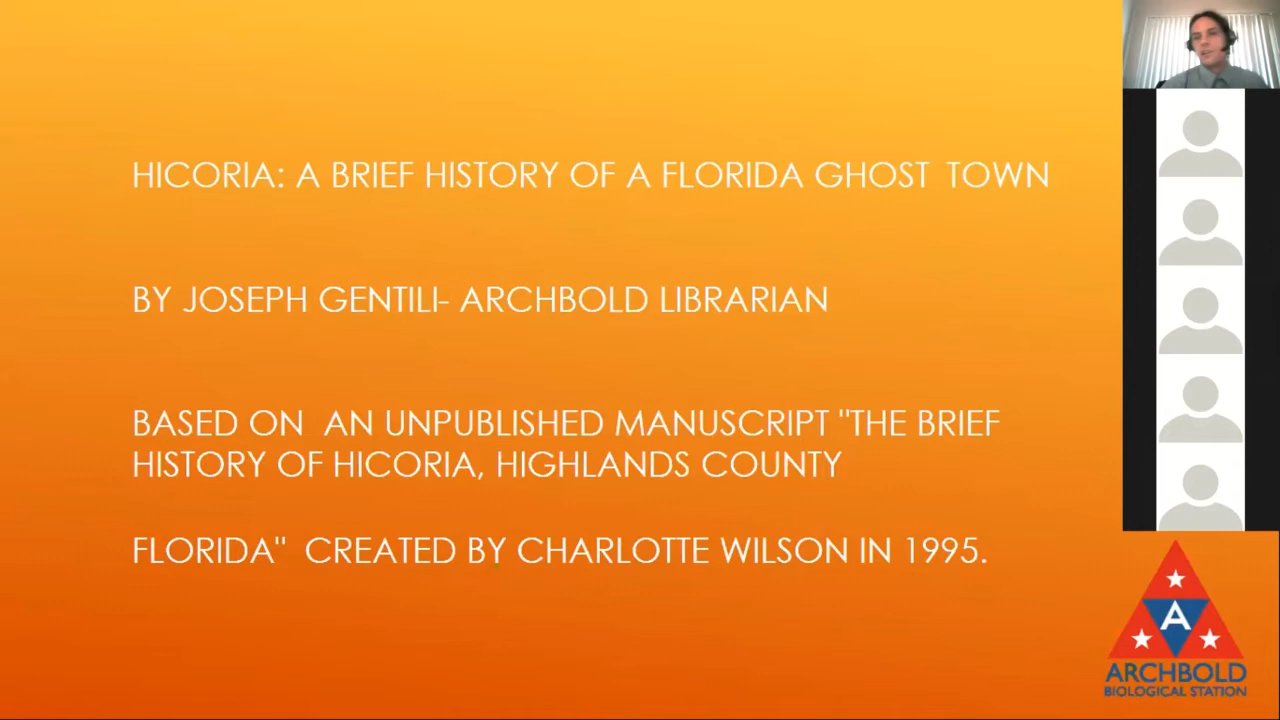 HICORIA: A BRIEF HISTORY OF A FLORIDA GHOST TOWN
BY JOSEPH GENTILI- ARCHBOLD LIBRARIAN
BASED ON AN UNPUBLISHED MANUSCRIPT "THE BRIEF
HISTORY OF HICORIA, HIGHLANDS COUNTY
FLORIDA" CREATED BY CHARLOTTE WILSON IN 1995.
A
ARCHBOLD
BIOLOGICAL STATION